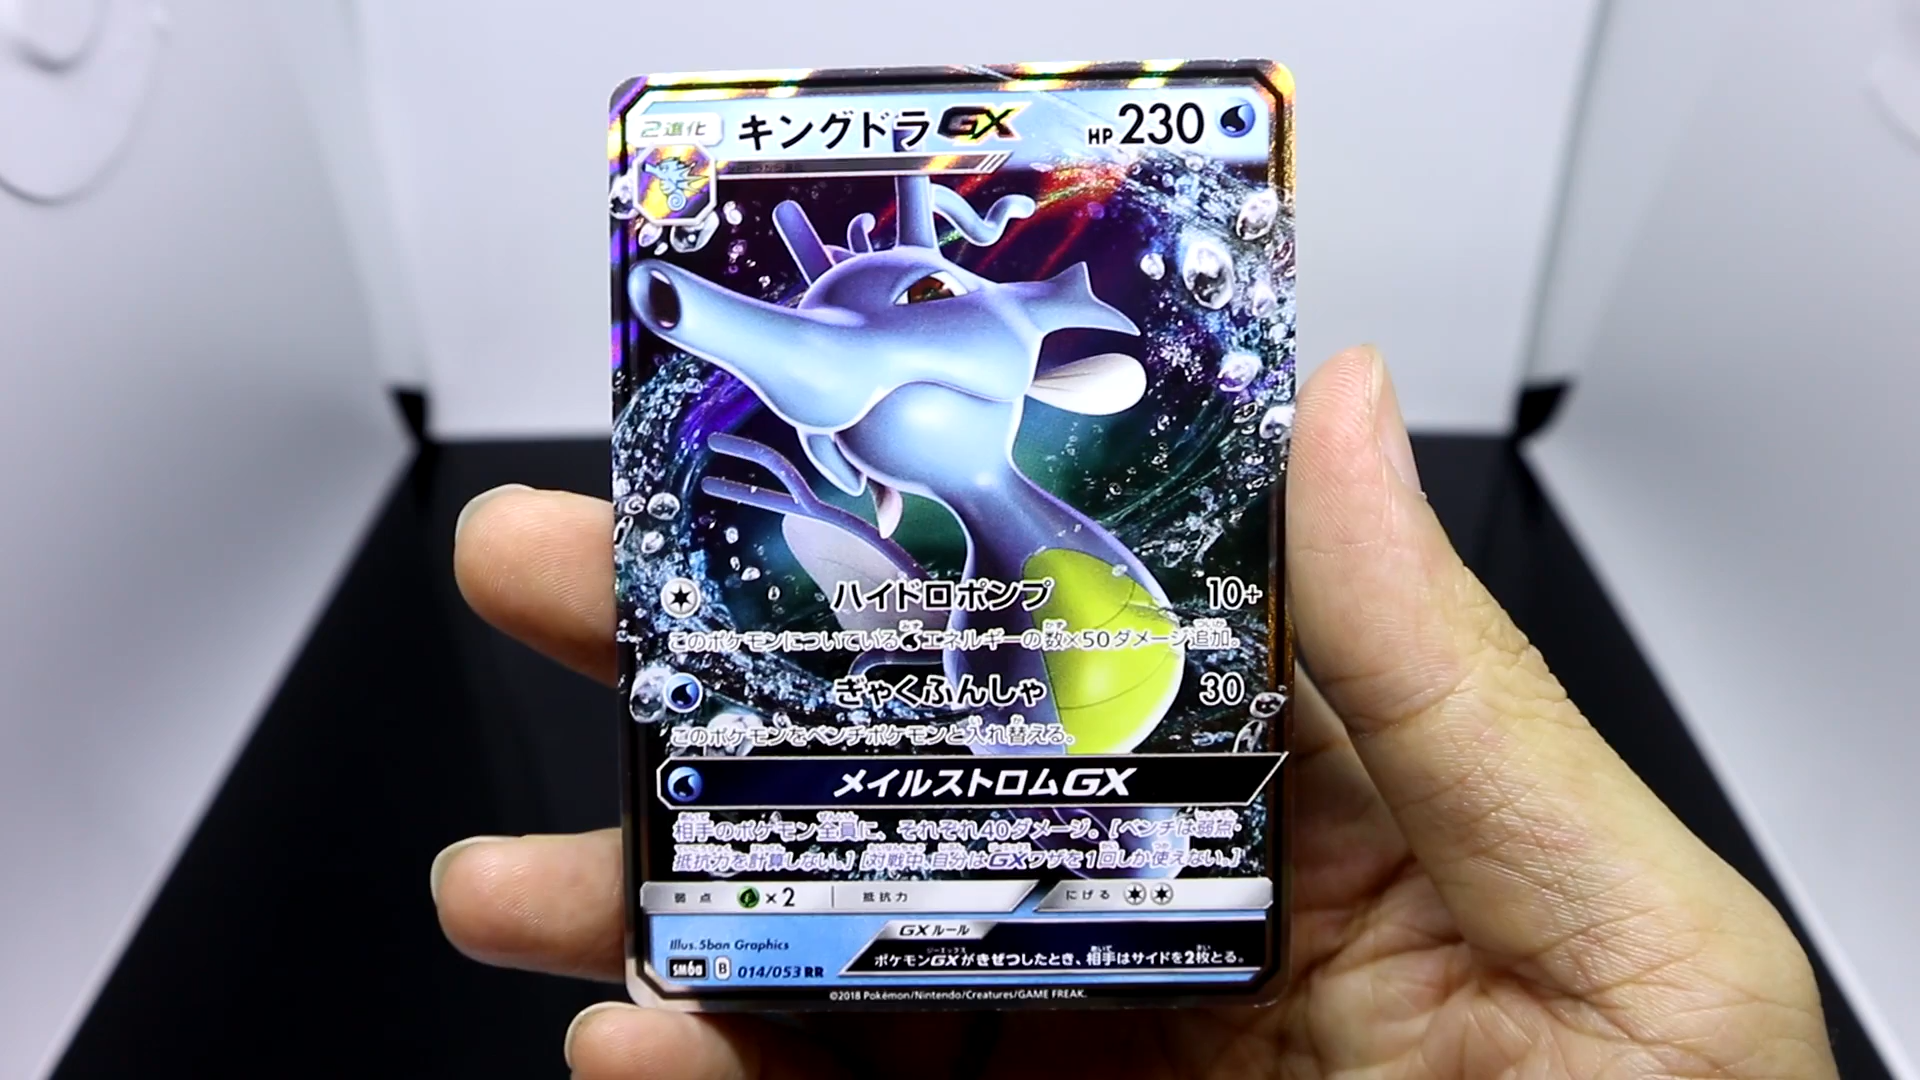 2進化 キングドラGX HP 230
ハイドロポンプ 10+
このポケモンについているエネルギーの数×50ダメージ追加。
ぎゃくふんしゃ 30
このポケモンをベンチポケモンと入れ替える。
メイルストロムGX
相手のポケモン全員に、それぞれ40ダメージ。[ベンチは弱点・
抵抗力を計算しない。] [対戦中、自分はGXワザを1回しか使えない。]
弱点 ×2 抵抗力 にげる
GXルール
Illus. 5ban Graphics
ポケモンGXがきぜつしたとき、相手はサイドを2枚とる。
SM6a B 014/053 RR
©2018 Pokémon/Nintendo/Creatures/GAME FREAK.